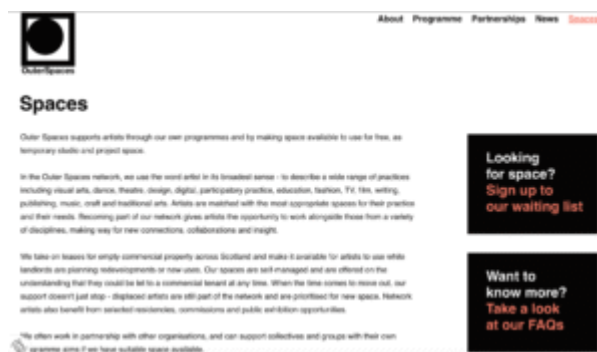 About Programme Partnerships News Spaces
OuterSpaces
Spaces
Outer Spaces supports artists through our own programmes and by making space available to use for free, as
temporary studio and project space.
In the Outer Spaces network, we use the word artist in its broadest sense - to describe a wide range of practices
including visual arts, dance, theatre, design, digital, participatory practice, education, fashion, TV, film, writing,
publishing, music, craft and traditional arts. Artists are matched with the most appropriate spaces for their practice
and their needs. Becoming part of our network gives artists the opportunity to work alongside those from a variety
of disciplines, making way for new connections, collaborations and insight.
We take on leases for empty commercial property across Scotland and make it available for artists to use while
landlords are planning redevelopments or new uses. Our spaces are self managed and are offered on the
understanding that they could be let to a commercial tenant at any time. When the time comes to move out, our
support doesn't just stop - displaced artists are still part of the network and are prioritised for new space. Network
artists also benefit from selected residencies, commissions and public exhibition opportunities.
We often work in partnership with other organisations, and can support collectives and groups with their own
programme aims if we have suitable space available.
Looking
for space?
Sign up to
our waiting list
Want to
know more?
Take a look
at our FAQs